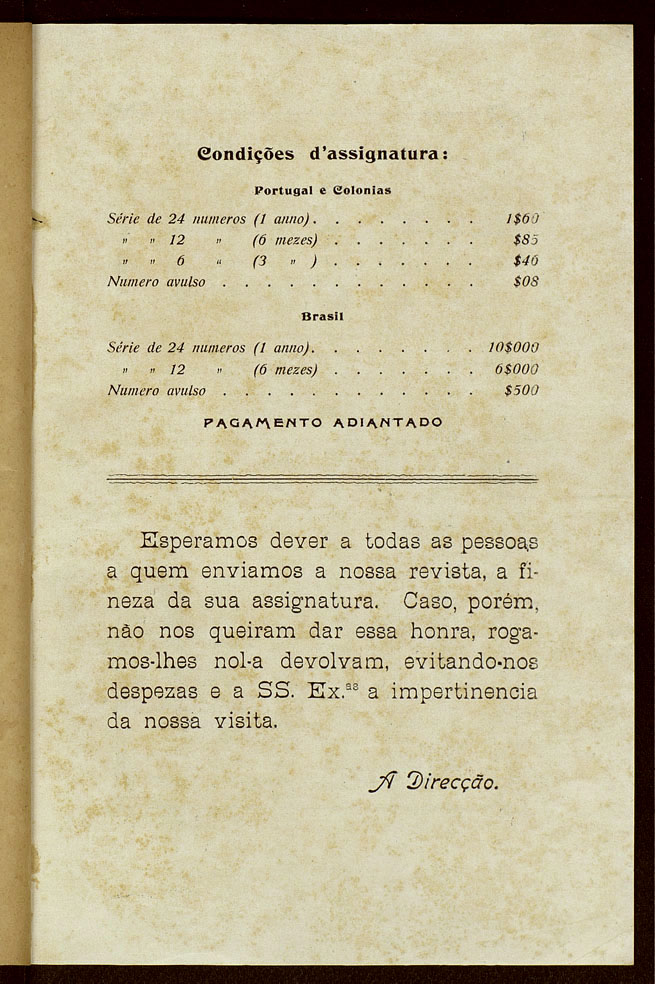 Condições d'assignatura:
Portugal e Colonias
Série de 24 numeros (1 anno). . . . . . . . 1$60
" " 12 " (6 mezes) . . . . . . . $85
" " 6 " (3 " ) . . . . . . . $46
Numero avulso . . . . . . . . . . . . $08
Brasil
Série de 24 numeros (1 anno). . . . . . . . 10$000
" " 12 " (6 mezes) . . . . . . . 6$000
Numero avulso . . . . . . . . . . . . $500
PAGAMENTO ADIANTADO
Esperamos dever a todas as pessoas
a quem enviamos a nossa revista, a fi-
neza da sua assignatura. Caso, porém,
não nos queiram dar essa honra, roga-
mos-lhes nol-a devolvam, evitando-nos
despezas e a SS. Ex.ᵃˢ a impertinencia
da nossa visita.
A Direcção.